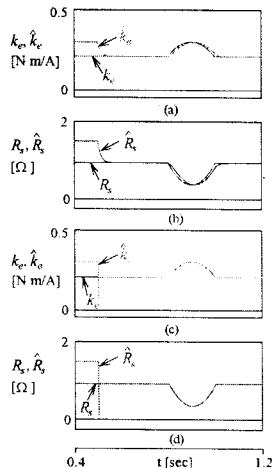 0.5
k_e, k̂_e
[N m/A]
k̂_e
k_e
0
(a)
2
R_s, R̂_s
[Ω]
R̂_s
R_s
0
(b)
0.5
k_e. k̂_e
[N m/A]
k_e
0
(c)
2
R_s, R̂_s
[Ω]
R̂_s
R_s
0
(d)
0.4 t [sec] 1.2